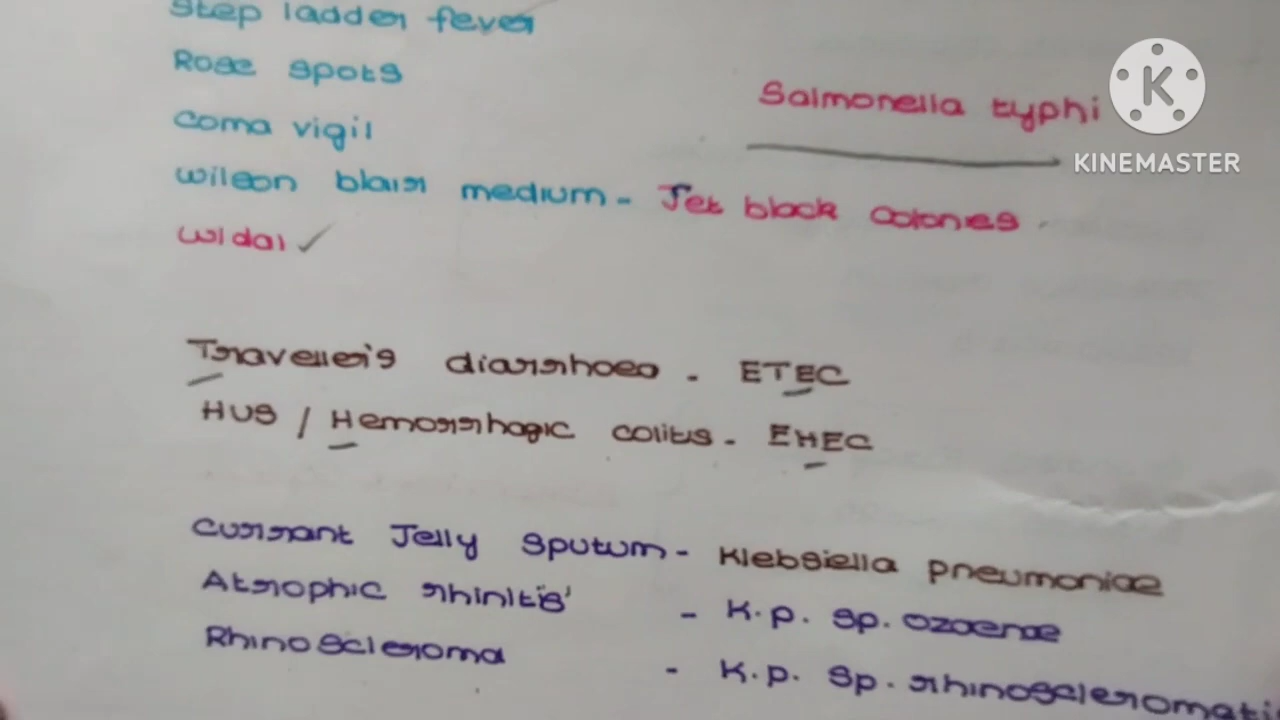 Step ladder fever
Rose spots
Salmonella typhi
Coma vigil
Wilson blair medium - Jet black colonies.
Widal ✓
Traveller's diarrhoea - ETEC
HUS / Hemorrhagic colitis - EHEC
Currant Jelly sputum - Klebsiella pneumoniae
Atrophic rhinitis - K.p. sp. ozaenae
Rhinoscleroma - K.p. sp. rhinoscleromati
K
KINEMASTER